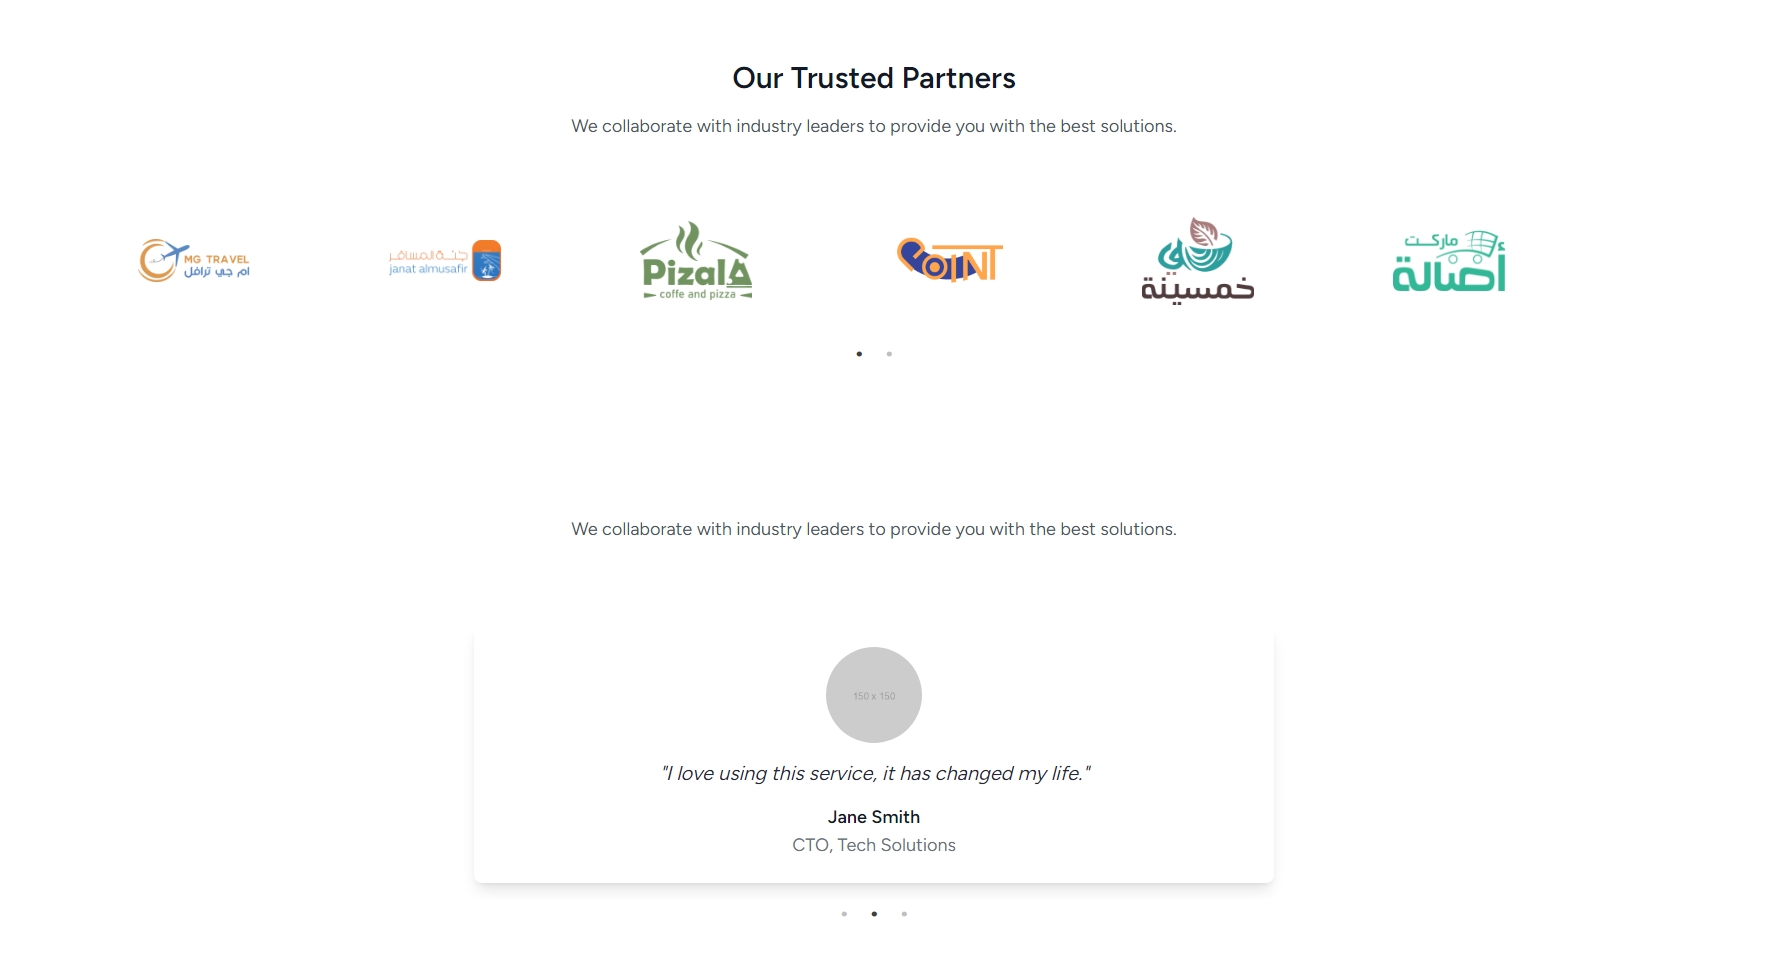 Our Trusted Partners
We collaborate with industry leaders to provide you with the best solutions.
MG TRAVEL
ام جي ترافل
جنة المسافر
janat almusafir
Pizala
coffe and pizza
POINT
خمسينة
ماركت
أصالة
We collaborate with industry leaders to provide you with the best solutions.
150 x 150
"I love using this service, it has changed my life."
Jane Smith
CTO, Tech Solutions